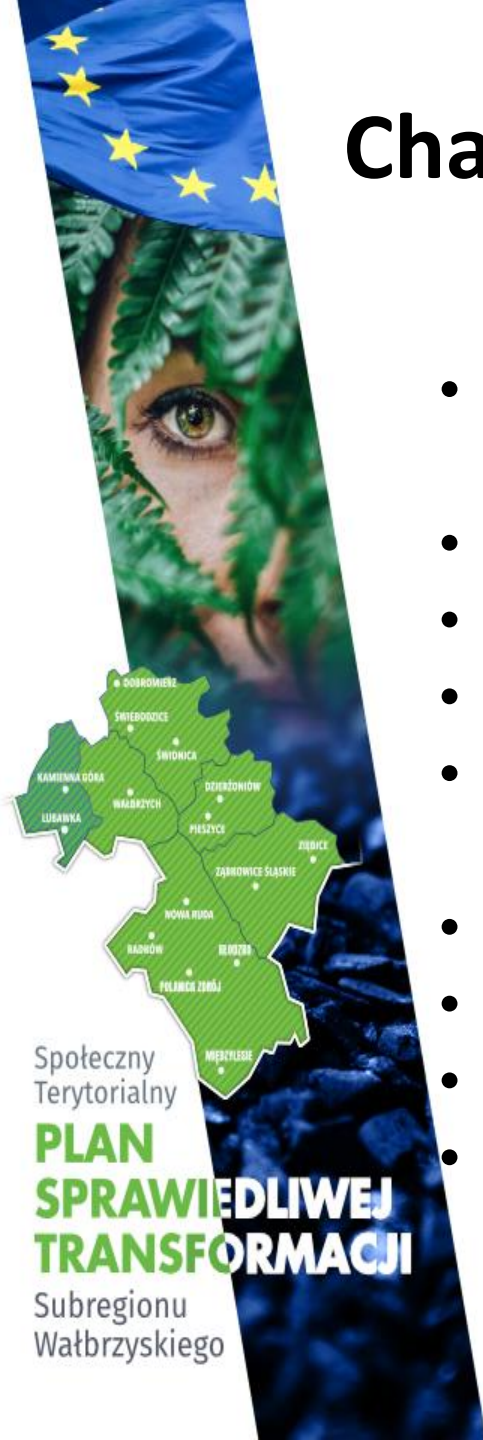 Cha
•
•
•
•
•
•
•
•
•
DOBROMIERZ
ŚWIEBODZICE
ŚWIDNICA
KAMIENNA GÓRA
DZIERŻONIÓW
WAŁBRZYCH
LUBAWKA
PIESZYCE
ZIĘBICE
ZĄBKOWICE ŚLĄSKIE
NOWA RUDA
RADKÓW
KŁODZKO
POLANICA ZDRÓJ
MIĘDZYLESIE
Społeczny
Terytorialny
PLAN
SPRAWIEDLIWEJ
TRANSFORMACJI
Subregionu
Wałbrzyskiego